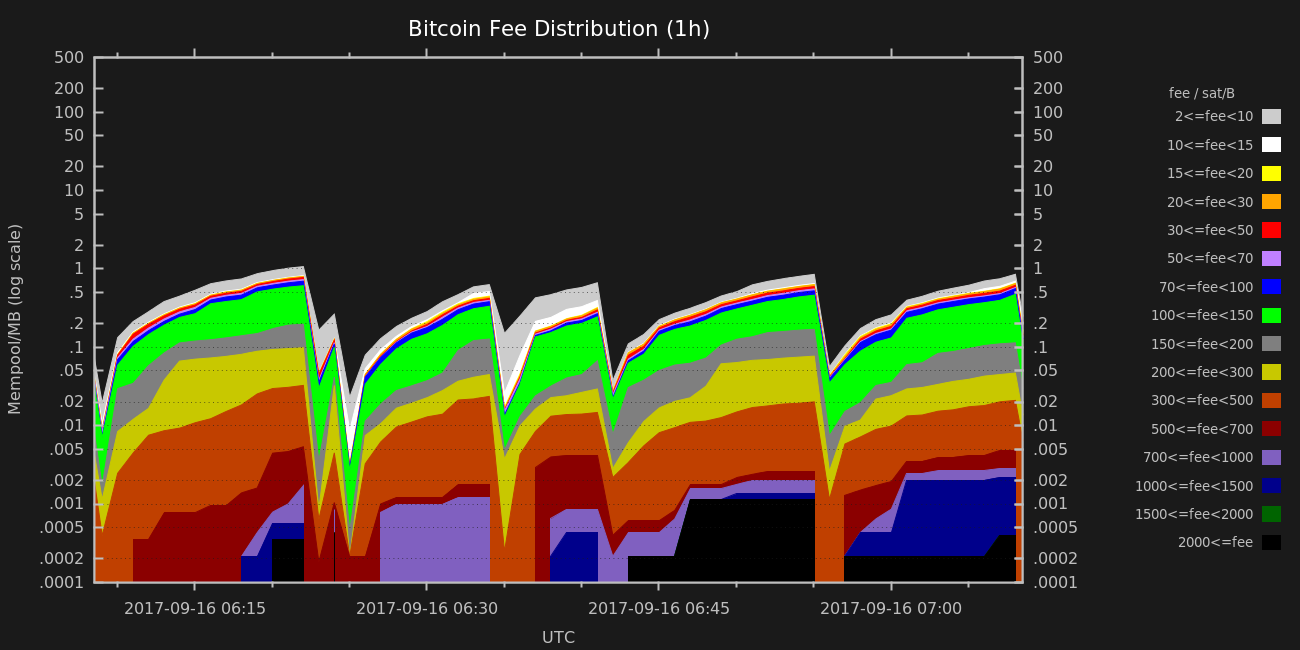 Bitcoin Fee Distribution (1h)
500
200
100
50
20
10
5
2
1
.5
.2
.1
.05
.02
.01
.005
.002
.001
.0005
.0002
.0001
Mempool/MB (log scale)
500
200
100
50
20
10
5
2
1
.5
.2
.1
.05
.02
.01
.005
.002
.001
.0005
.0002
.0001
2017-09-16 06:15
2017-09-16 06:30
2017-09-16 06:45
2017-09-16 07:00
UTC
fee / sat/B
2<=fee<10
10<=fee<15
15<=fee<20
20<=fee<30
30<=fee<50
50<=fee<70
70<=fee<100
100<=fee<150
150<=fee<200
200<=fee<300
300<=fee<500
500<=fee<700
700<=fee<1000
1000<=fee<1500
1500<=fee<2000
2000<=fee